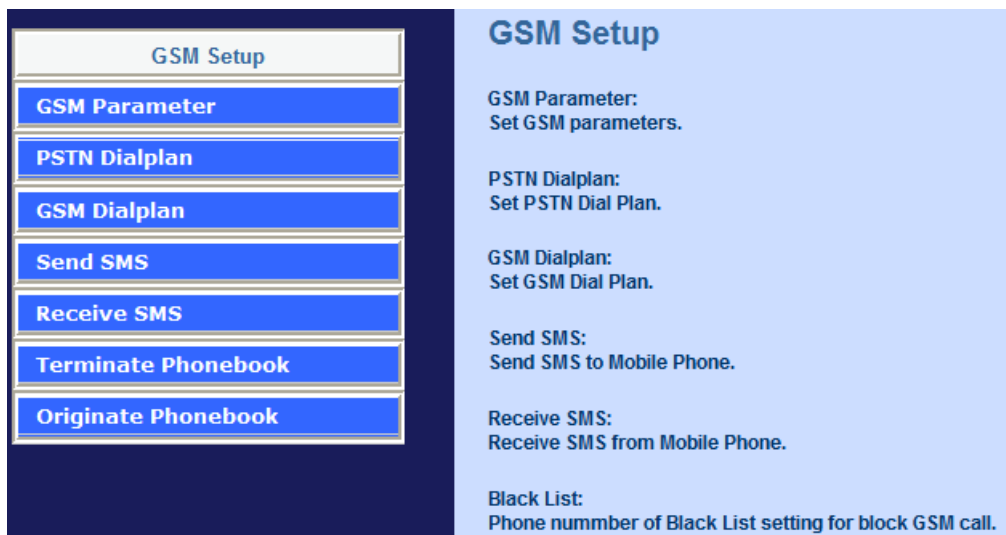 GSM Setup
GSM Parameter
PSTN Dialplan
GSM Dialplan
Send SMS
Receive SMS
Terminate Phonebook
Originate Phonebook
GSM Setup
GSM Parameter:
Set GSM parameters.
PSTN Dialplan:
Set PSTN Dial Plan.
GSM Dialplan:
Set GSM Dial Plan.
Send SMS:
Send SMS to Mobile Phone.
Receive SMS:
Receive SMS from Mobile Phone.
Black List:
Phone nummber of Black List setting for block GSM call.